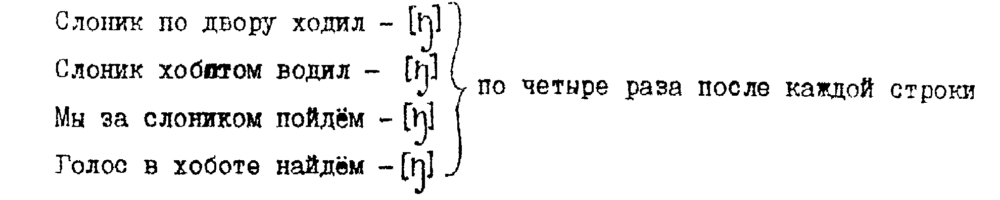 Слоник по двору ходил – [ŋ]
Слоник хоботом водил – [ŋ]
Мы за слоником пойдём – [ŋ]
Голос в хоботе найдём – [ŋ]
по четыре раза после каждой строки